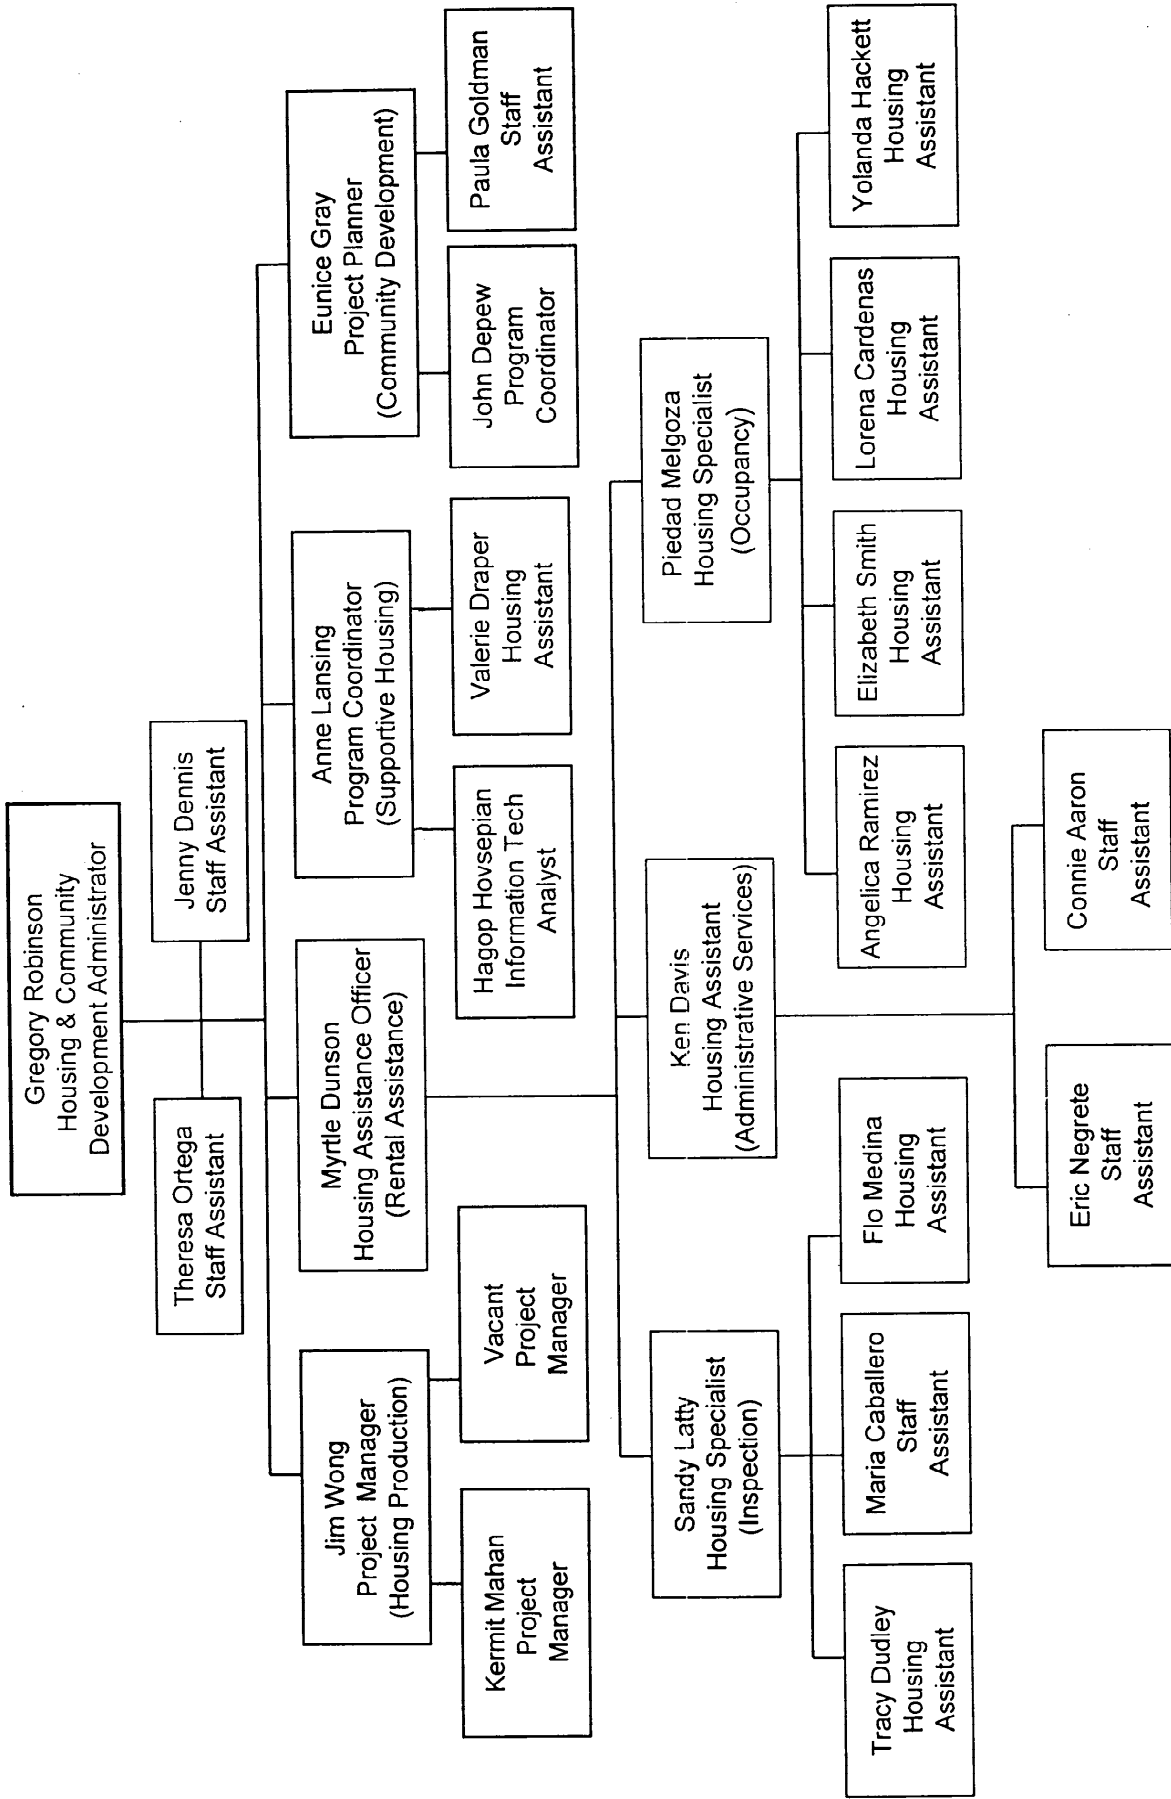 Gregory Robinson
Housing & Community
Development Administrator
Theresa Ortega
Staff Assistant
Jenny Dennis
Staff Assistant
Jim Wong
Project Manager
(Housing Production)
Myrtle Dunson
Housing Assistance Officer
(Rental Assistance)
Anne Lansing
Program Coordinator
(Supportive Housing)
Eunice Gray
Project Planner
(Community Development)
Kermit Mahan
Project
Manager
Vacant
Project
Manager
Hagop Hovsepian
Information Tech
Analyst
Valerie Draper
Housing
Assistant
John Depew
Program
Coordinator
Paula Goldman
Staff
Assistant
Sandy Latty
Housing Specialist
(Inspection)
Ken Davis
Housing Assistant
(Administrative Services)
Piedad Melgoza
Housing Specialist
(Occupancy)
Tracy Dudley
Housing
Assistant
Maria Caballero
Staff
Assistant
Flo Medina
Housing
Assistant
Angelica Ramirez
Housing
Assistant
Elizabeth Smith
Housing
Assistant
Lorena Cardenas
Housing
Assistant
Yolanda Hackett
Housing
Assistant
Eric Negrete
Staff
Assistant
Connie Aaron
Staff
Assistant